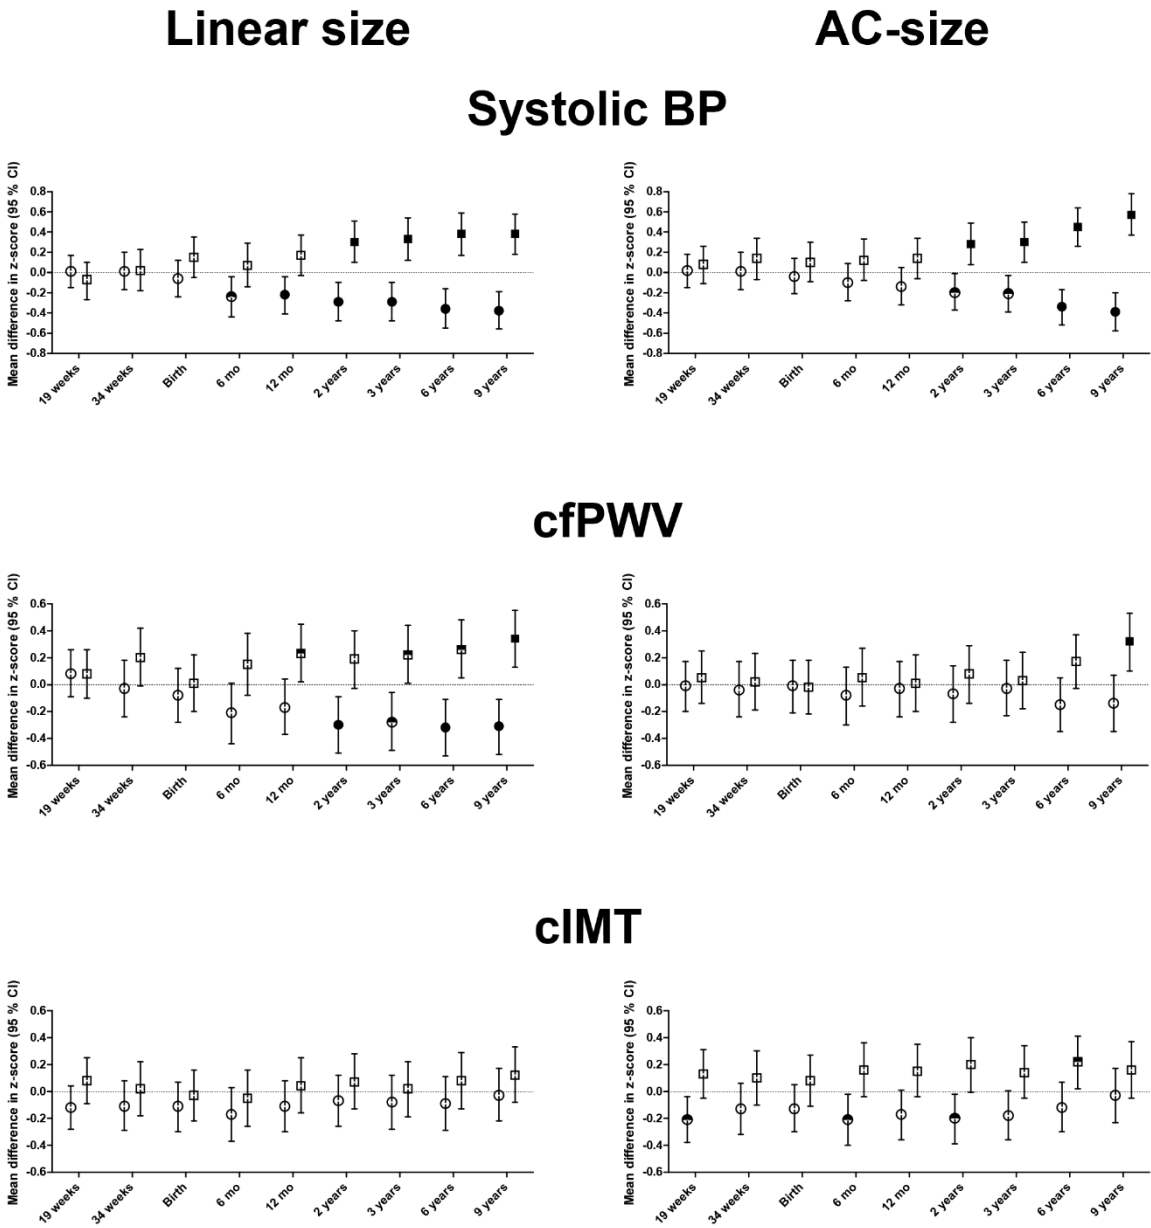 Linear size
AC-size
Systolic BP
Mean difference in z-score (95 % CI)
0.8
0.6
0.4
0.2
0.0
-0.2
-0.4
-0.6
-0.8
19 weeks
34 weeks
Birth
6 mo
12 mo
2 years
3 years
6 years
9 years
Mean difference in z-score (95 % CI)
0.8
0.6
0.4
0.2
0.0
-0.2
-0.4
-0.6
-0.8
19 weeks
34 weeks
Birth
6 mo
12 mo
2 years
3 years
6 years
9 years
cfPWV
Mean difference in z-score (95 % CI)
0.6
0.4
0.2
0.0
-0.2
-0.4
-0.6
19 weeks
34 weeks
Birth
6 mo
12 mo
2 years
3 years
6 years
9 years
Mean difference in z-score (95 % CI)
0.6
0.4
0.2
0.0
-0.2
-0.4
-0.6
19 weeks
34 weeks
Birth
6 mo
12 mo
2 years
3 years
6 years
9 years
cIMT
Mean difference in z-score (95 % CI)
0.6
0.4
0.2
0.0
-0.2
-0.4
-0.6
19 weeks
34 weeks
Birth
6 mo
12 mo
2 years
3 years
6 years
9 years
Mean difference in z-score (95 % CI)
0.6
0.4
0.2
0.0
-0.2
-0.4
-0.6
19 weeks
34 weeks
Birth
6 mo
12 mo
2 years
3 years
6 years
9 years